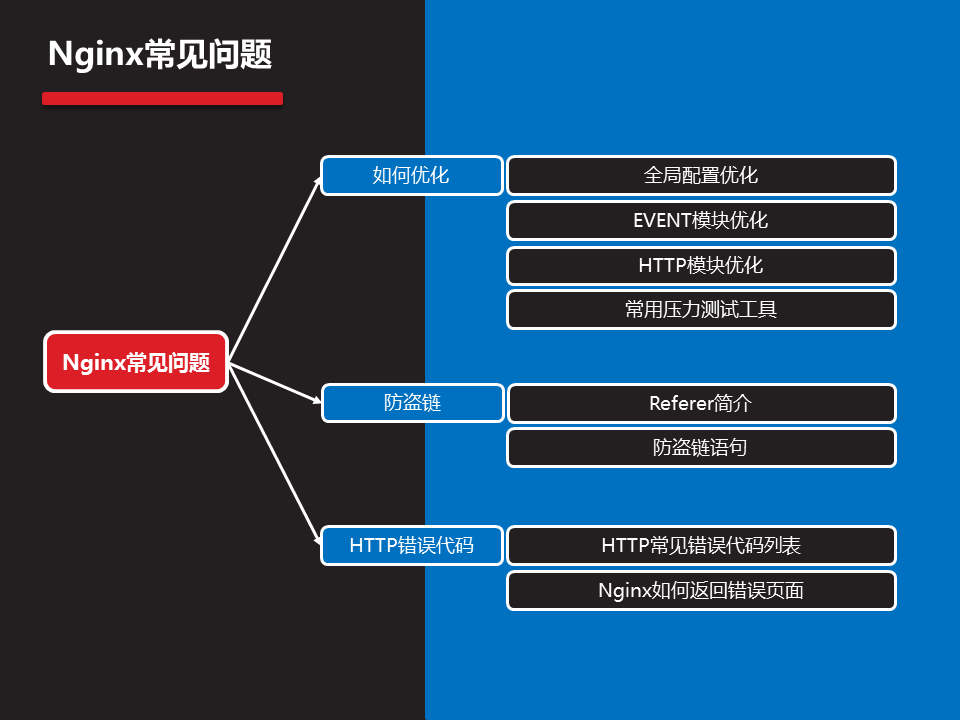 Nginx常见问题
如何优化
全局配置优化
EVENT模块优化
HTTP模块优化
常用压力测试工具
Nginx常见问题
防盗链
Referer简介
防盗链语句
HTTP错误代码
HTTP常见错误代码列表
Nginx如何返回错误页面